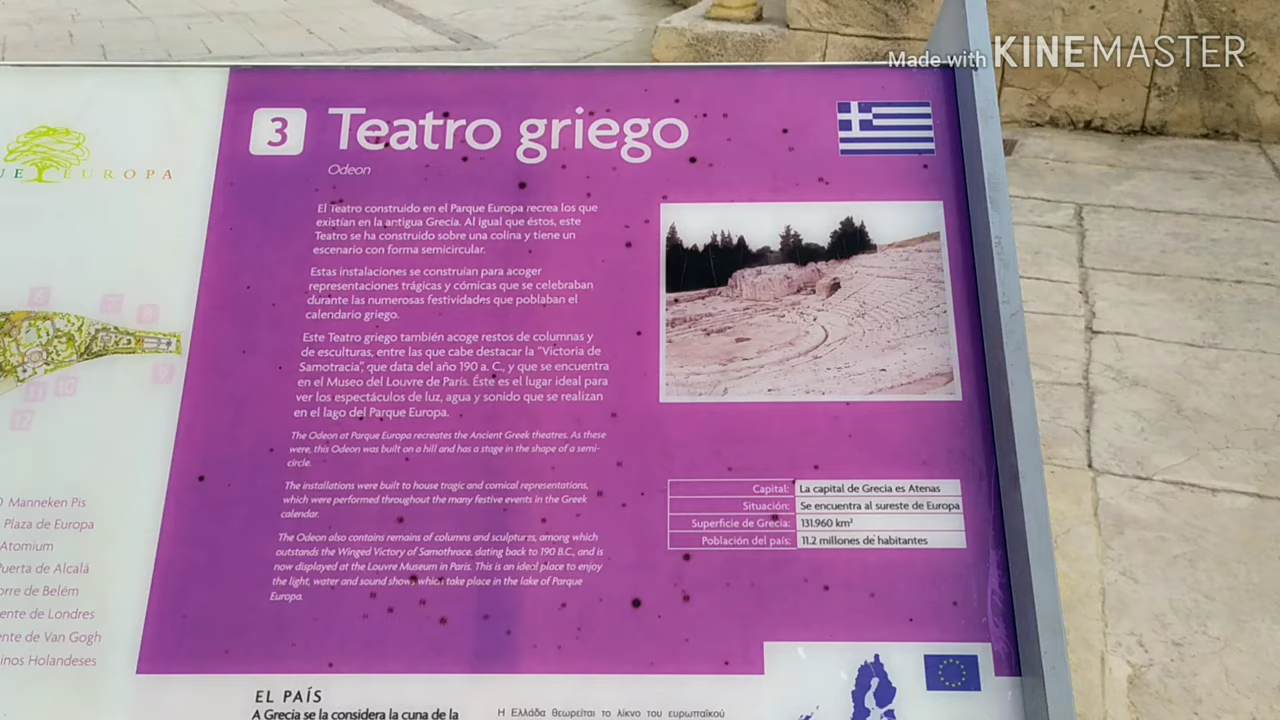 Made with KINEMASTER
EUROPA
3
Teatro griego
Odeon
El Teatro construido en el Parque Europa recrea los que
existían en la antigua Grecia. Al igual que éstos, este
Teatro se ha construido sobre una colina y tiene un
escenario con forma semicircular.
Estas instalaciones se construían para acoger
representaciones trágicas y cómicas que se celebraban
durante las numerosas festividades que poblaban el
calendario griego.
Este Teatro griego también acoge restos de columnas y
de esculturas, entre las que cabe destacar la "Victoria de
Samotracia", que data del año 190 a. C., y que se encuentra
en el Museo del Louvre de París. Éste es el lugar ideal para
ver los espectáculos de luz, agua y sonido que se realizan
en el lago del Parque Europa.
The Odeon at Parque Europa recreates the Ancient Greek theatres. As these
were, this Odeon was built on a hill and has a stage in the shape of a semi-
circle.
The installations were built to house tragic and comical representations,
which were performed throughout the many festive events in the Greek
calendar.
The Odeon also contains remains of columns and sculptures, among which
outstands the Winged Victory of Samothrace, dating back to 190 B.C., and is
now displayed at the Louvre Museum in Paris. This is an ideal place to enjoy
the light, water and sound shows which take place in the lake of Parque
Europa.
Capital: La capital de Grecia es Atenas
Situación: Se encuentra al sureste de Europa
Superficie de Grecia: 131.960 km²
Población del país: 11.2 millones de habitantes
6
7
8
9
10
11
12
Manneken Pis
Plaza de Europa
Atomium
Puerta de Alcalá
orre de Belém
ente de Londres
nte de Van Gogh
inos Holandeses
EL PAÍS
A Grecia se la considera la cuna de la
Η Ελλάδα θεωρείται το λίκνο του ευρωπαϊκού